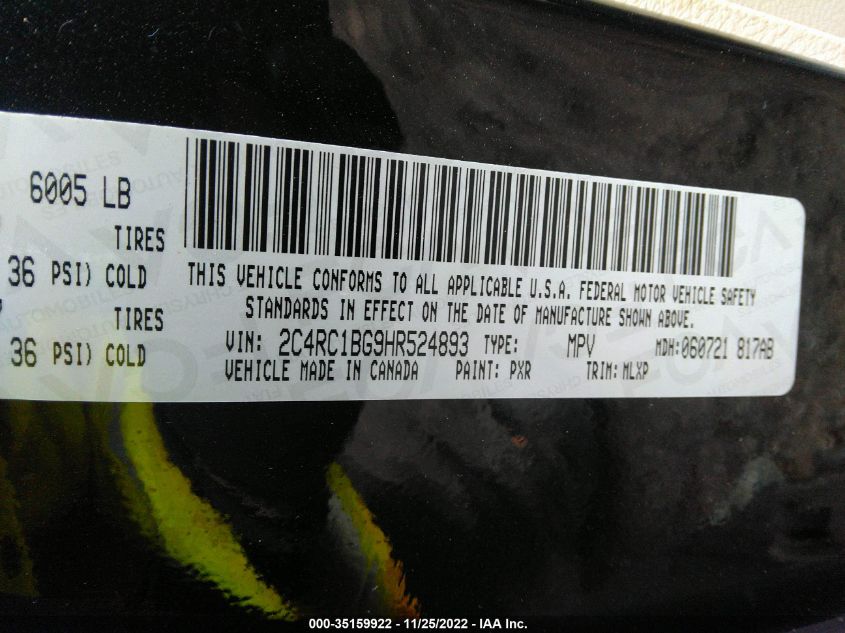 6005 LB
TIRES
36 PSI) COLD
TIRES
36 PSI) COLD
THIS VEHICLE CONFORMS TO ALL APPLICABLE U.S.A. FEDERAL MOTOR VEHICLE SAFETY
STANDARDS IN EFFECT ON THE DATE OF MANUFACTURE SHOWN ABOVE.
VIN: 2C4RC1BG9HR524893 TYPE: MPV MDH:060721 817AB
VEHICLE MADE IN CANADA PAINT: PXR TRIM: MLXP
000-35159922 - 11/25/2022 - IAA Inc.